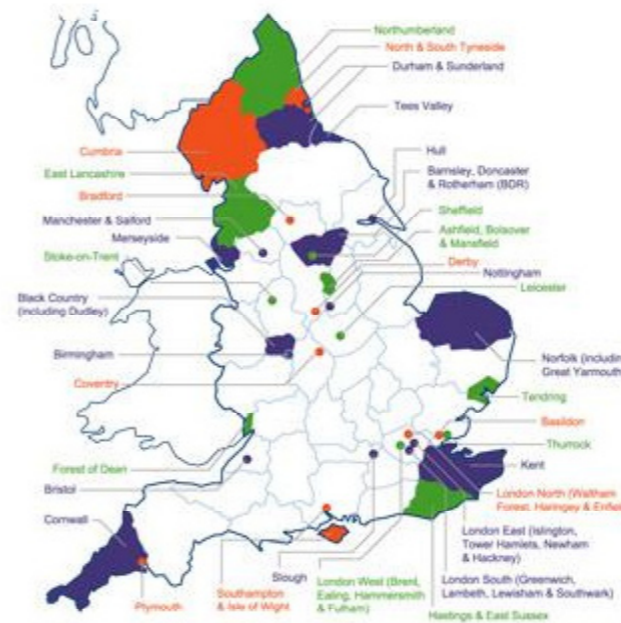 Northumberland
North & South Tyneside
Durham & Sunderland
Tees Valley
Cumbria
Hull
East Lancashire
Barnsley, Doncaster
& Rotherham (BDR)
Bradford
Sheffield
Manchester & Salford
Ashfield, Bolsover
& Mansfield
Merseyside
Derby
Stoke-on-Trent
Nottingham
Leicester
Black Country
(including Dudley)
Birmingham
Norfolk (includin
Great Yarmout
Coventry
Tendring
Basildon
Thurrock
Forest of Dean
Kent
Bristol
London North (Waltham
Forest, Haringey & Enfiel
Cornwall
London East (Islington,
Tower Hamlets, Newham
& Hackney)
Slough
London South (Greenwich,
Lambeth, Lewisham & Southwark)
London West (Brent,
Ealing, Hammersmith
& Fulham)
Southampton
& Isle of Wight
Plymouth
Hastings & East Sussex